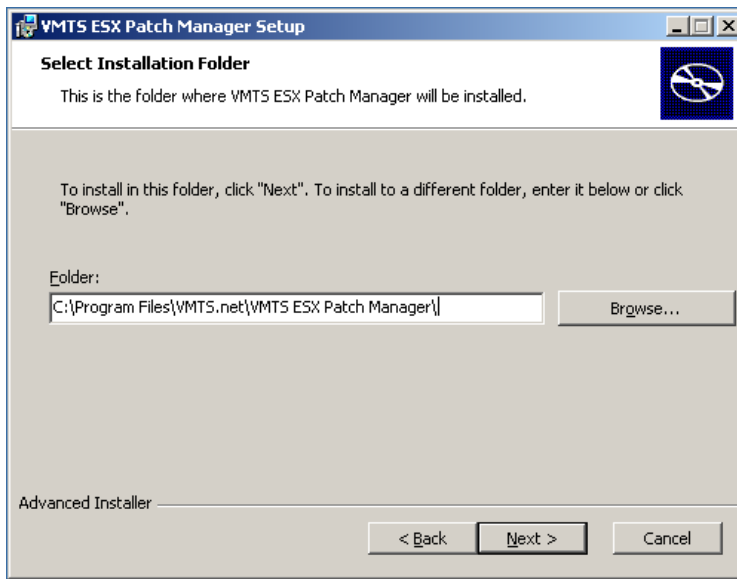 VMTS ESX Patch Manager Setup
Select Installation Folder
This is the folder where VMTS ESX Patch Manager will be installed.
To install in this folder, click "Next". To install to a different folder, enter it below or click
"Browse".
Folder:
C:\Program Files\VMTS.net\VMTS ESX Patch Manager\
Browse...
Advanced Installer
< Back
Next >
Cancel